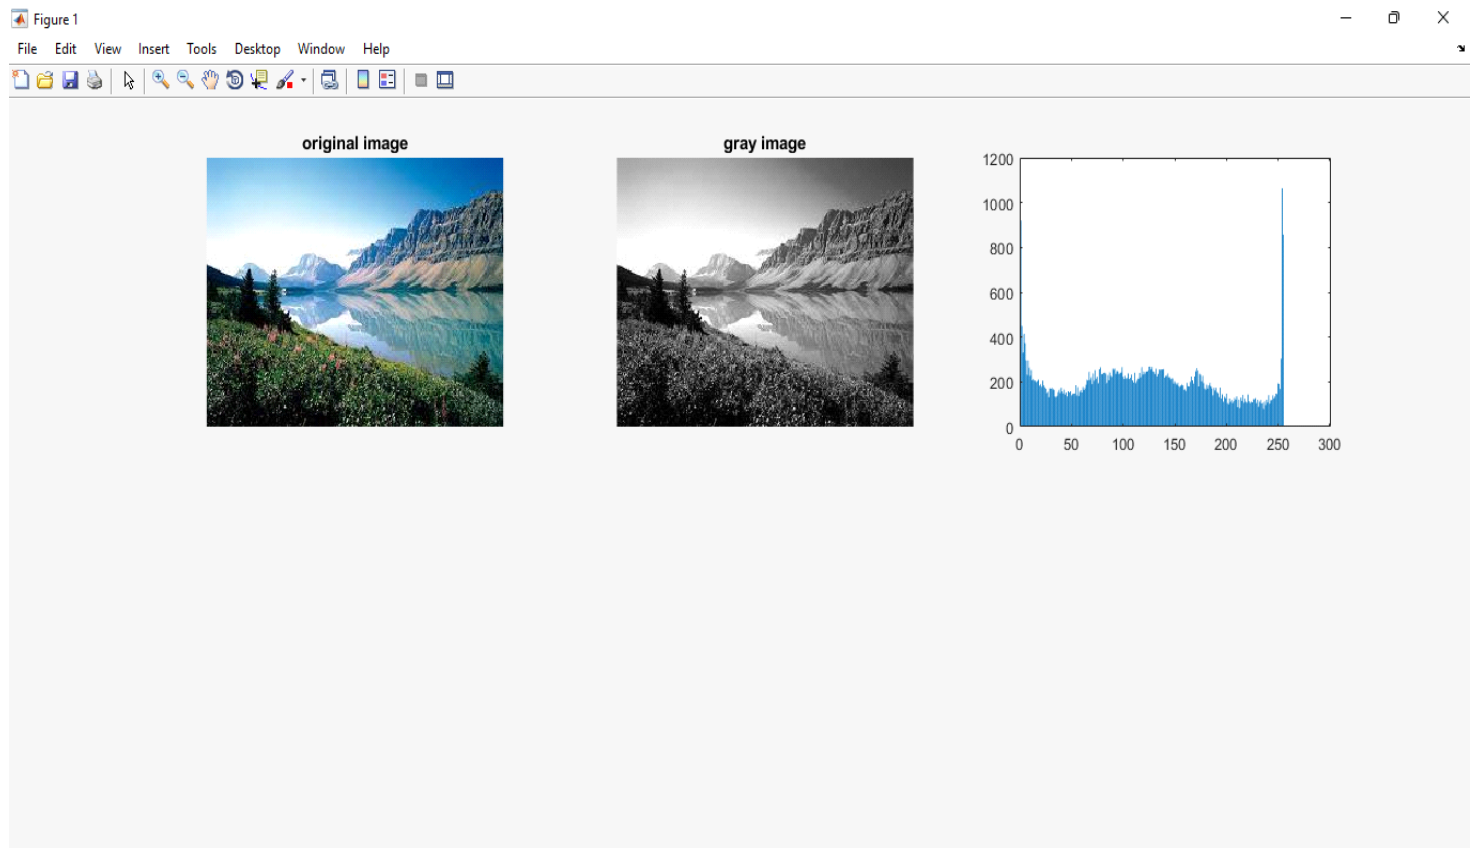 Figure 1
File Edit View Insert Tools Desktop Window Help
original image
gray image
1200
1000
800
600
400
200
0
0 50 100 150 200 250 300